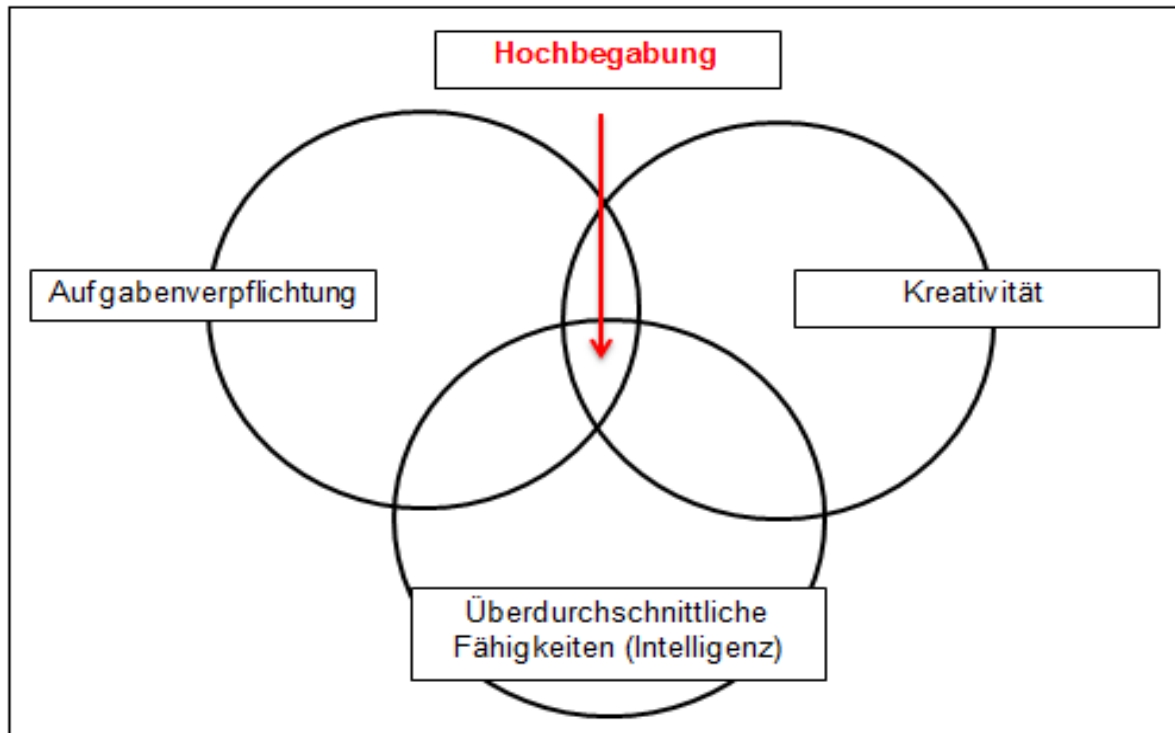 Hochbegabung
Aufgabenverpflichtung
Kreativität
Überdurchschnittliche
Fähigkeiten (Intelligenz)